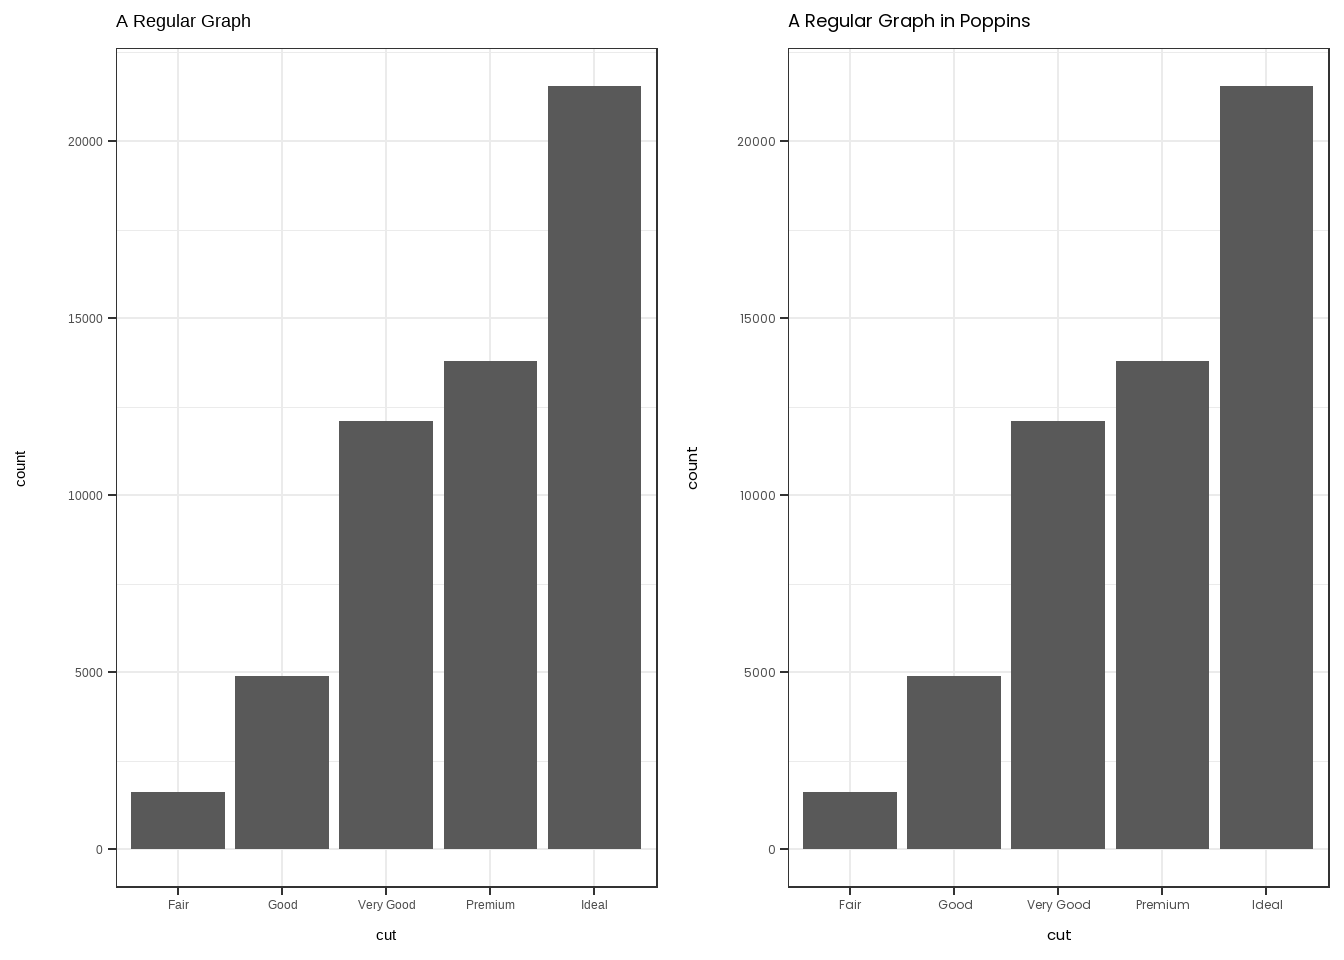 A Regular Graph
count
20000
15000
10000
5000
0
Fair Good Very Good Premium Ideal
cut
A Regular Graph in Poppins
count
20000
15000
10000
5000
0
Fair Good Very Good Premium Ideal
cut